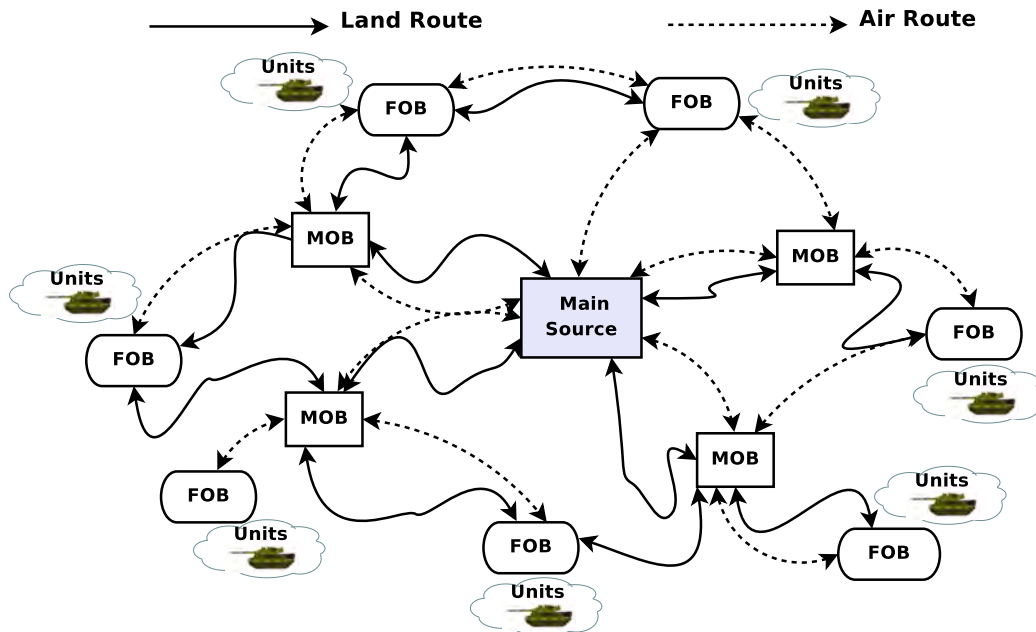 Land Route
Air Route
Units
FOB
FOB
Units
MOB
MOB
Units
Main
Source
FOB
FOB
Units
MOB
MOB
FOB
Units
FOB
Units
FOB
Units